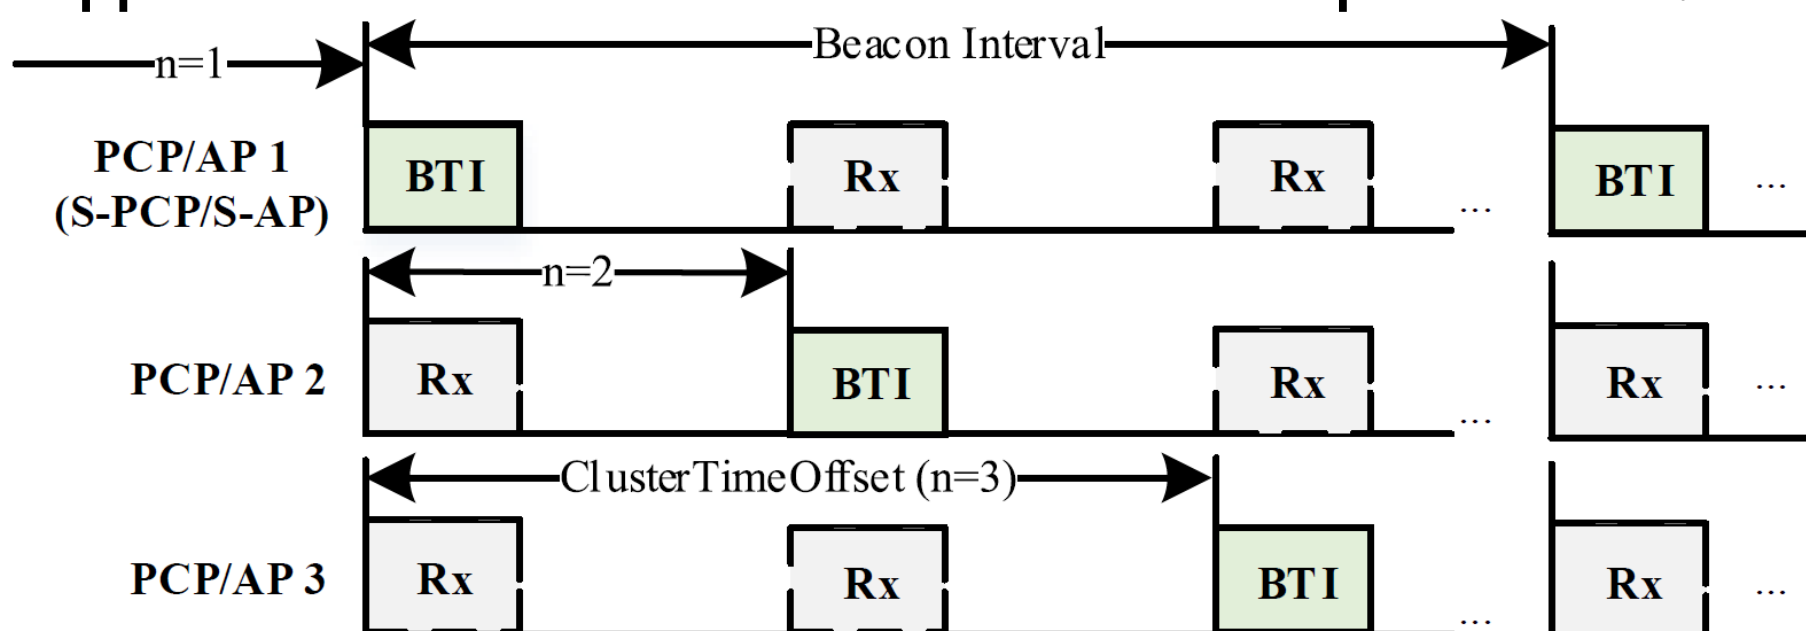 Beacon Interval
n=1
PCP/AP 1
(S-PCP/S-AP)
BTI
Rx
Rx
...
BTI
...
n=2
PCP/AP 2
Rx
BTI
Rx
...
Rx
...
ClusterTimeOffset (n=3)
PCP/AP 3
Rx
Rx
BTI
...
Rx
...